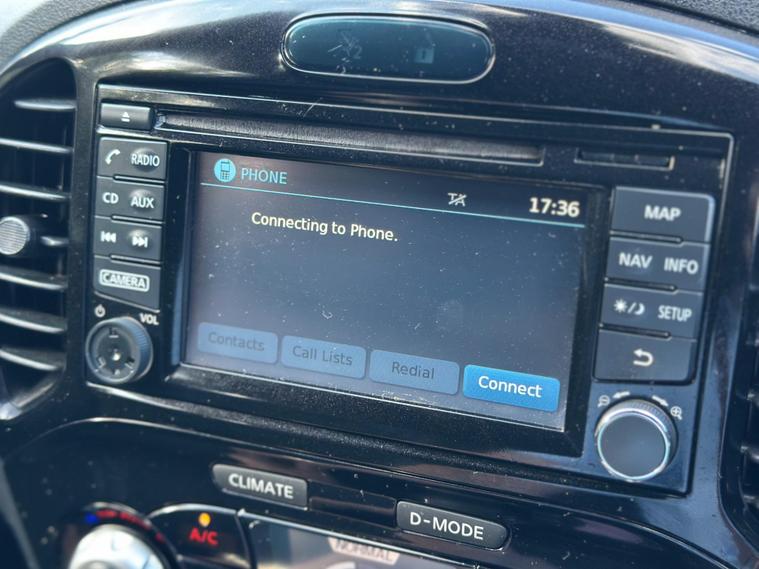 RADIO
CD AUX
CAMERA
VOL
PHONE
17:36
Connecting to Phone.
Contacts
Call Lists
Redial
Connect
MAP
NAV INFO
SETUP
CLIMATE
D-MODE
A/C
NORMAL